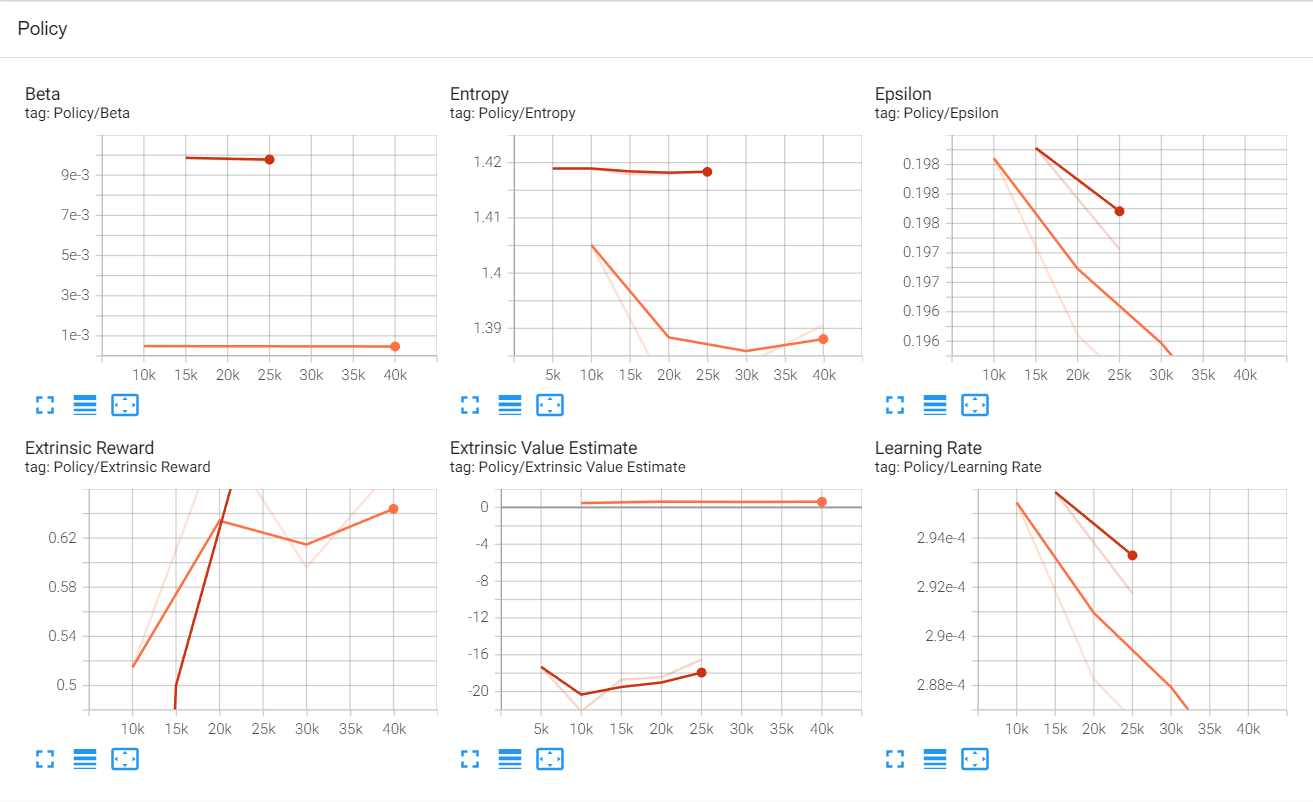 Policy
Beta
tag: Policy/Beta
9e-3
7e-3
5e-3
3e-3
1e-3
10k 15k 20k 25k 30k 35k 40k
Entropy
tag: Policy/Entropy
1.42
1.41
1.4
1.39
5k 10k 15k 20k 25k 30k 35k 40k
Epsilon
tag: Policy/Epsilon
0.198
0.198
0.198
0.197
0.197
0.196
0.196
10k 15k 20k 25k 30k 35k 40k
Extrinsic Reward
tag: Policy/Extrinsic Reward
0.62
0.58
0.54
0.5
10k 15k 20k 25k 30k 35k 40k
Extrinsic Value Estimate
tag: Policy/Extrinsic Value Estimate
0
-4
-8
-12
-16
-20
5k 10k 15k 20k 25k 30k 35k 40k
Learning Rate
tag: Policy/Learning Rate
2.94e-4
2.92e-4
2.9e-4
2.88e-4
10k 15k 20k 25k 30k 35k 40k